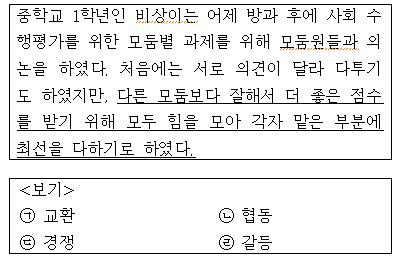 중학교 1학년인 비상이는 어제 방과 후에 사회 수
행평가를 위한 모둠별 과제를 위해 모둠원들과 의
논을 하였다. 처음에는 서로 의견이 달라 다투기
도 하였지만, 다른 모둠보다 잘해서 더 좋은 점수
를 받기 위해 모두 힘을 모아 각자 맡은 부분에
최선을 다하기로 하였다.
<보기>
㉠ 교환 ㉡ 협동
㉢ 경쟁 ㉣ 갈등